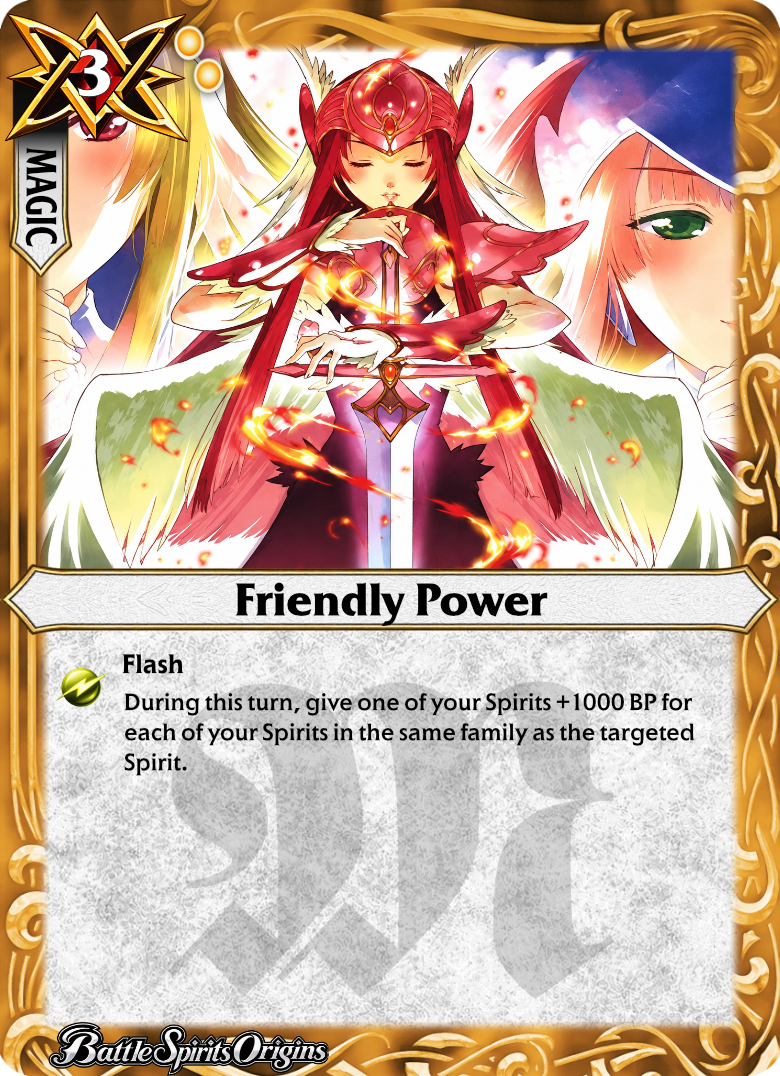 3
MAGIC
Friendly Power
Flash
During this turn, give one of your Spirits +1000 BP for
each of your Spirits in the same family as the targeted
Spirit.
M
Battle Spirits Origins